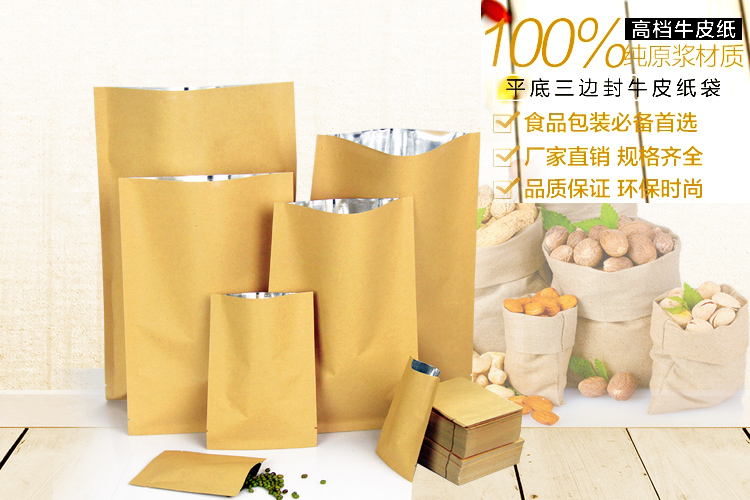 100% 高档牛皮纸
纯原浆材质
平底三边封牛皮纸袋
食品包装必备首选
厂家直销 规格齐全
品质保证 环保时尚